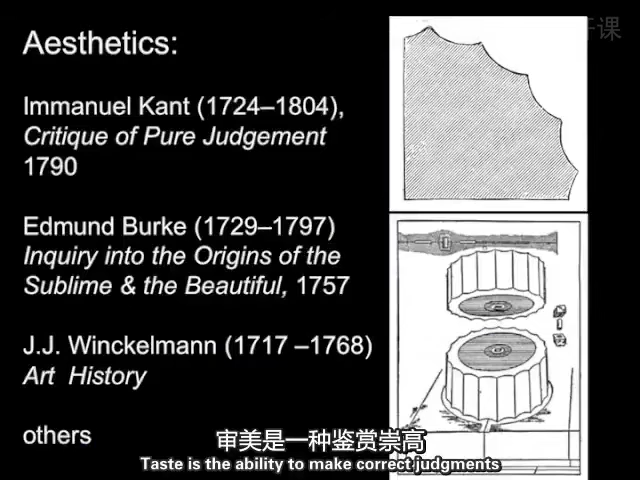 Aesthetics:
Immanuel Kant (1724–1804),
Critique of Pure Judgement
1790
Edmund Burke (1729–1797)
Inquiry into the Origins of the
Sublime & the Beautiful, 1757
J.J. Winckelmann (1717 –1768)
Art History
others
课
审美是一种鉴赏崇高
Taste is the ability to make correct judgments